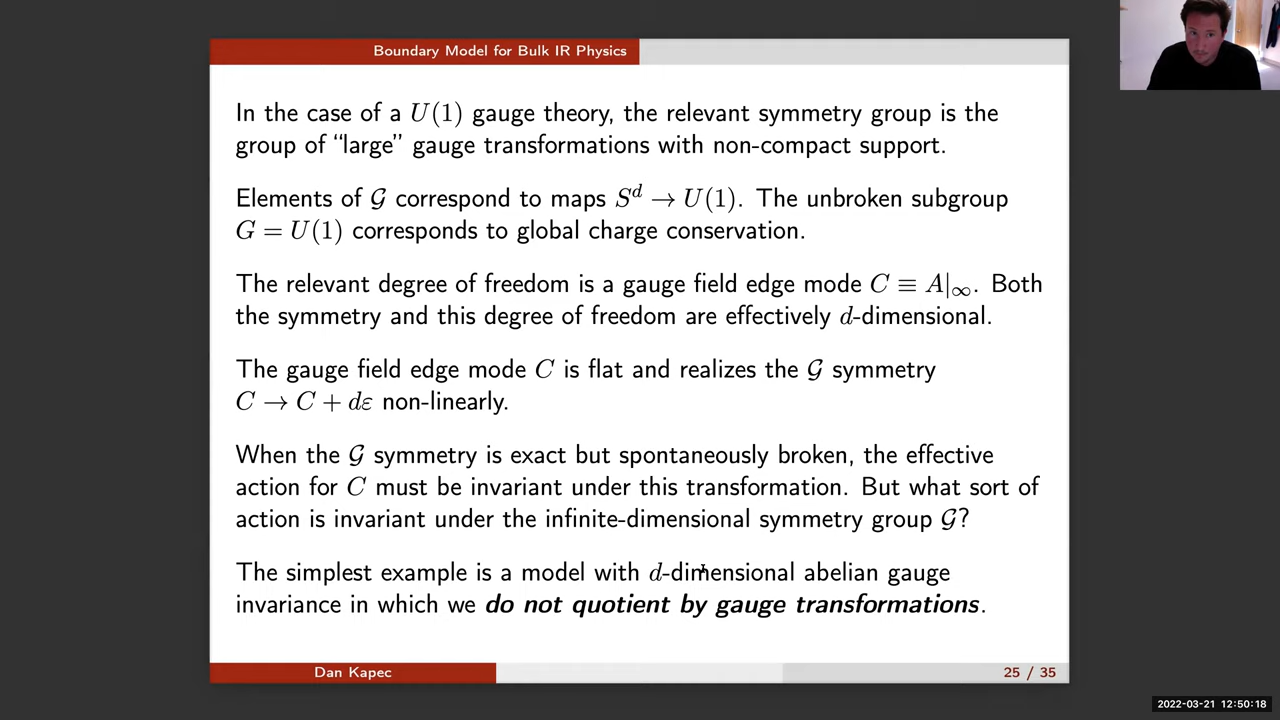 Boundary Model for Bulk IR Physics
In the case of a U(1) gauge theory, the relevant symmetry group is the
group of “large” gauge transformations with non-compact support.
Elements of 𝒢 correspond to maps S^d → U(1). The unbroken subgroup
G = U(1) corresponds to global charge conservation.
The relevant degree of freedom is a gauge field edge mode C ≡ A|_∞. Both
the symmetry and this degree of freedom are effectively d-dimensional.
The gauge field edge mode C is flat and realizes the 𝒢 symmetry
C → C + dε non-linearly.
When the 𝒢 symmetry is exact but spontaneously broken, the effective
action for C must be invariant under this transformation. But what sort of
action is invariant under the infinite-dimensional symmetry group 𝒢?
The simplest example is a model with d-dimensional abelian gauge
invariance in which we do not quotient by gauge transformations.
Dan Kapec
25 / 35
2022-03-21 12:50:18